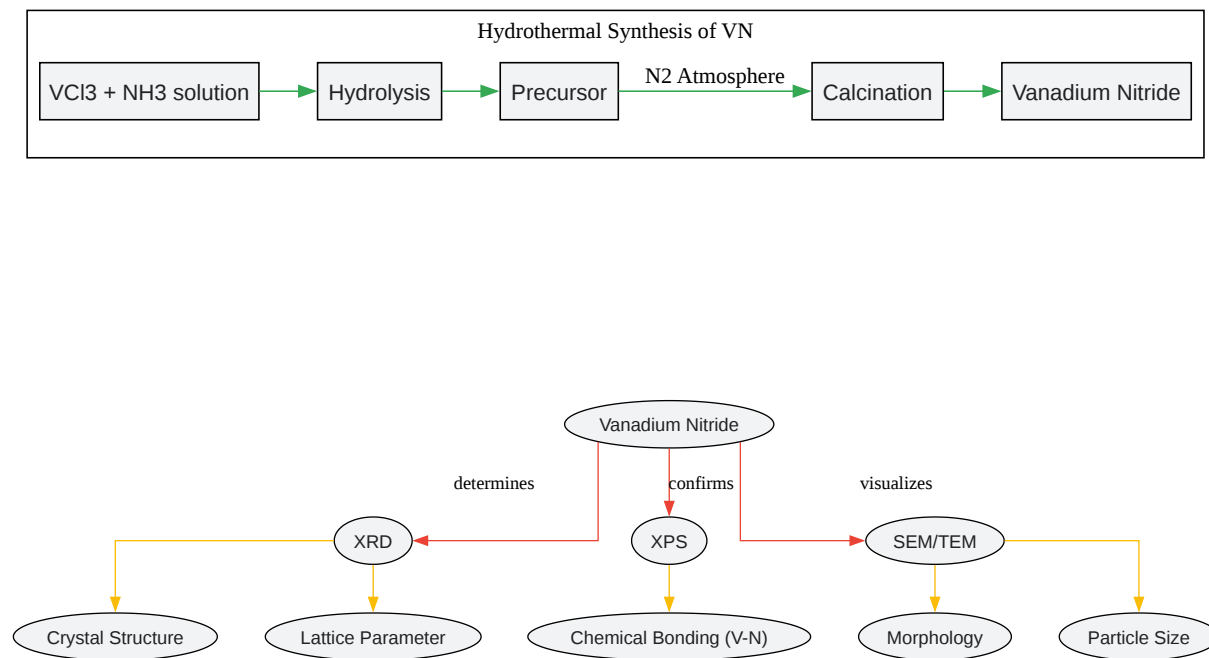 Hydrothermal Synthesis of VN
VCl3 + NH3 solution
Hydrolysis
Precursor
N2 Atmosphere
Calcination
Vanadium Nitride
Vanadium Nitride
determines
confirms
visualizes
XRD
XPS
SEM/TEM
Crystal Structure
Lattice Parameter
Chemical Bonding (V-N)
Morphology
Particle Size